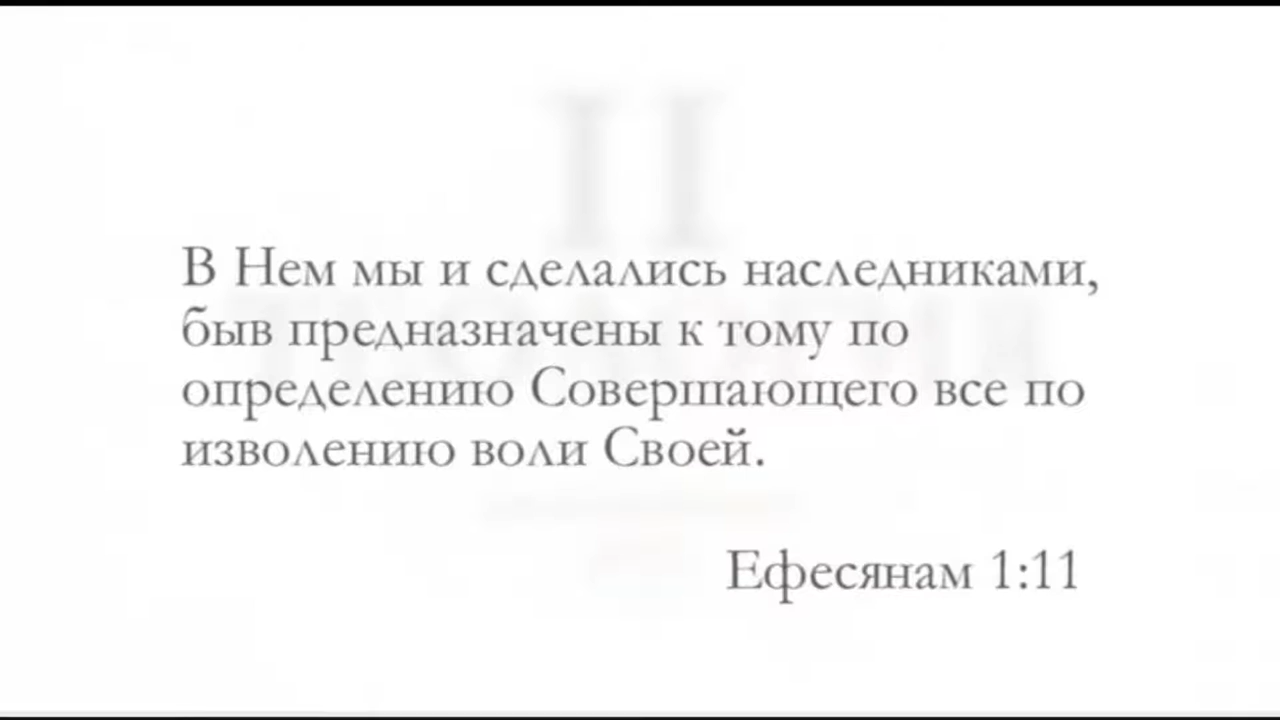 В Нем мы и сделались наследниками,
быв предназначены к тому по
определению Совершающего все по
изволению воли Своей.
Ефесянам 1:11